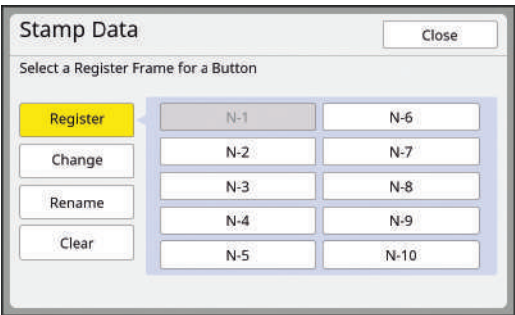 Stamp Data
Close
Select a Register Frame for a Button
Register
Change
Rename
Clear
N-1
N-2
N-3
N-4
N-5
N-6
N-7
N-8
N-9
N-10